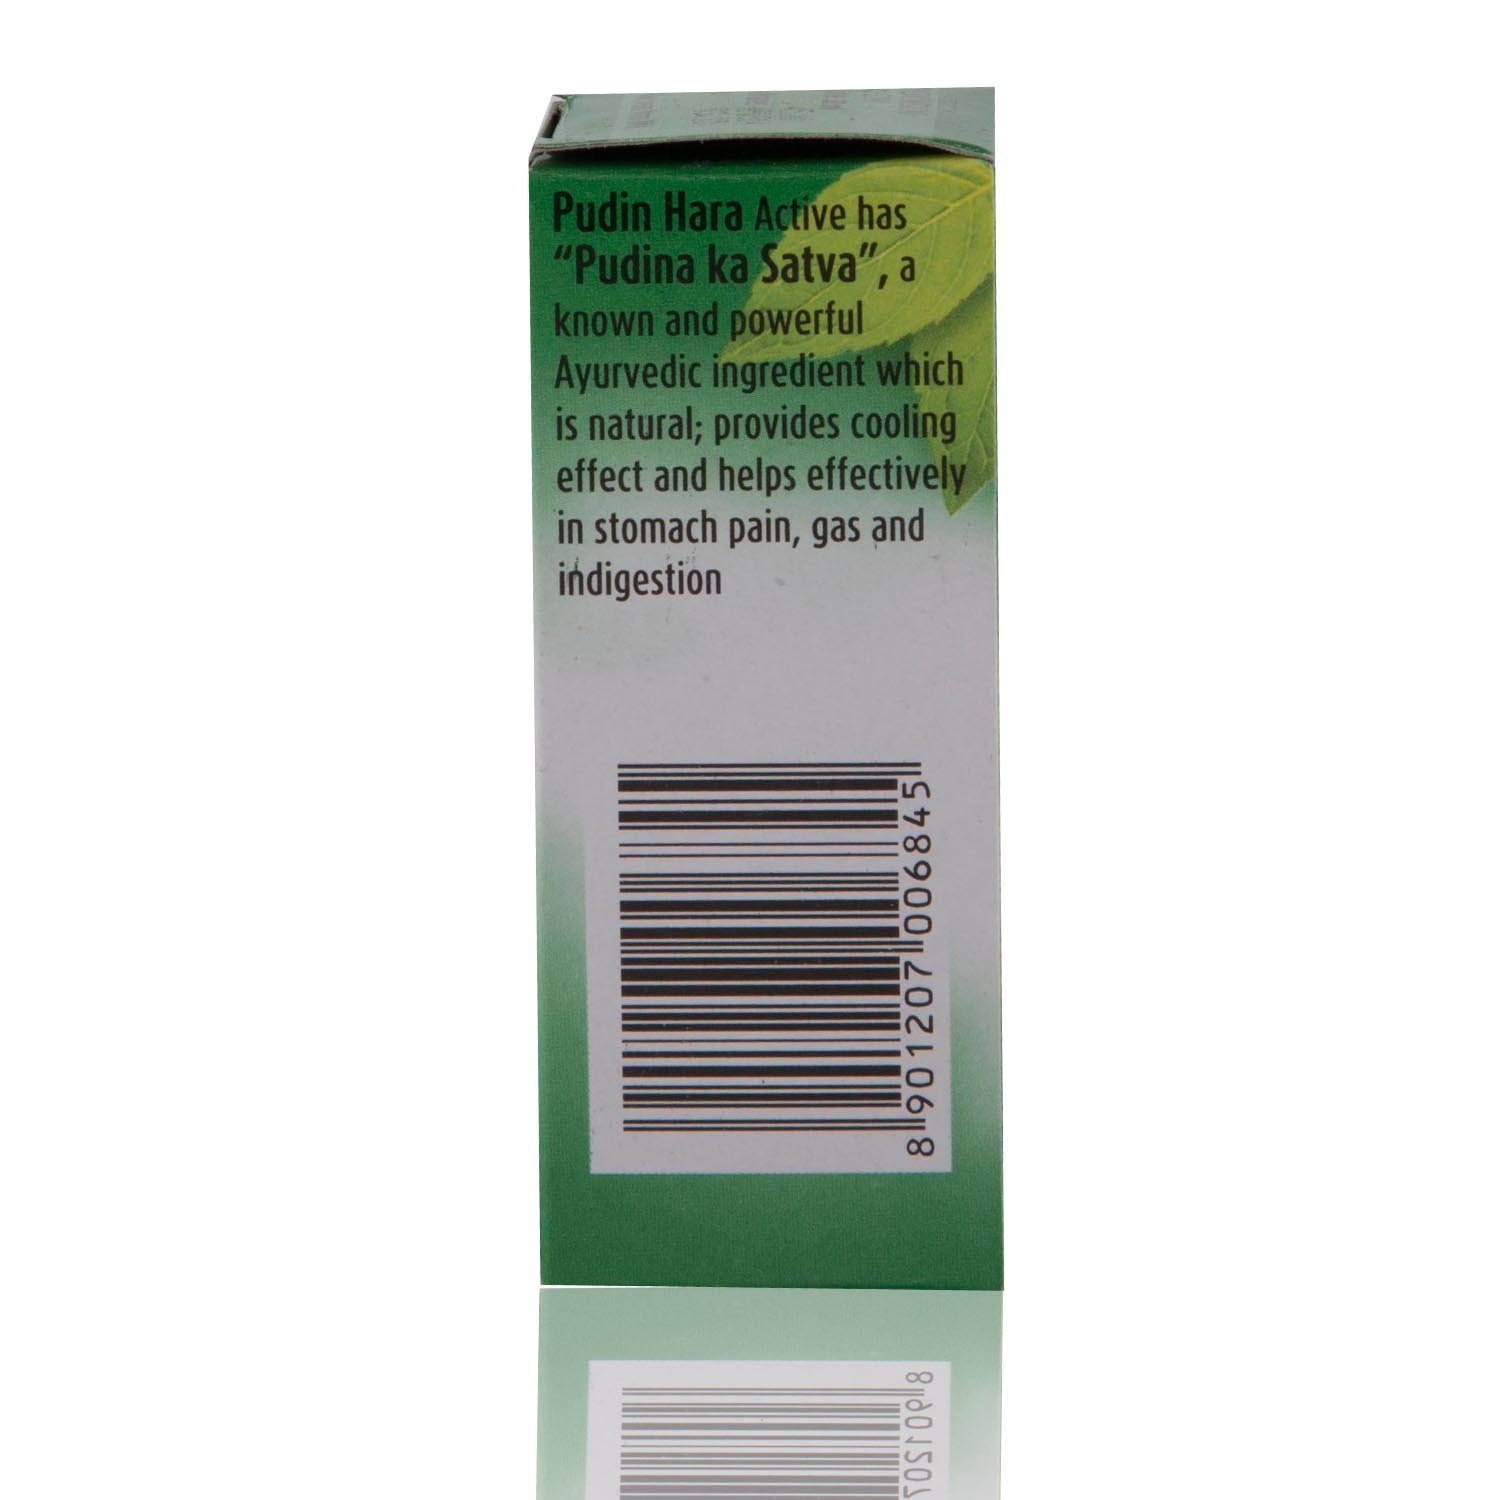 Pudin Hara Active has
“Pudina ka Satva”, a
known and powerful
Ayurvedic ingredient which
is natural; provides cooling
effect and helps effectively
in stomach pain, gas and
indigestion
8 901207 006845